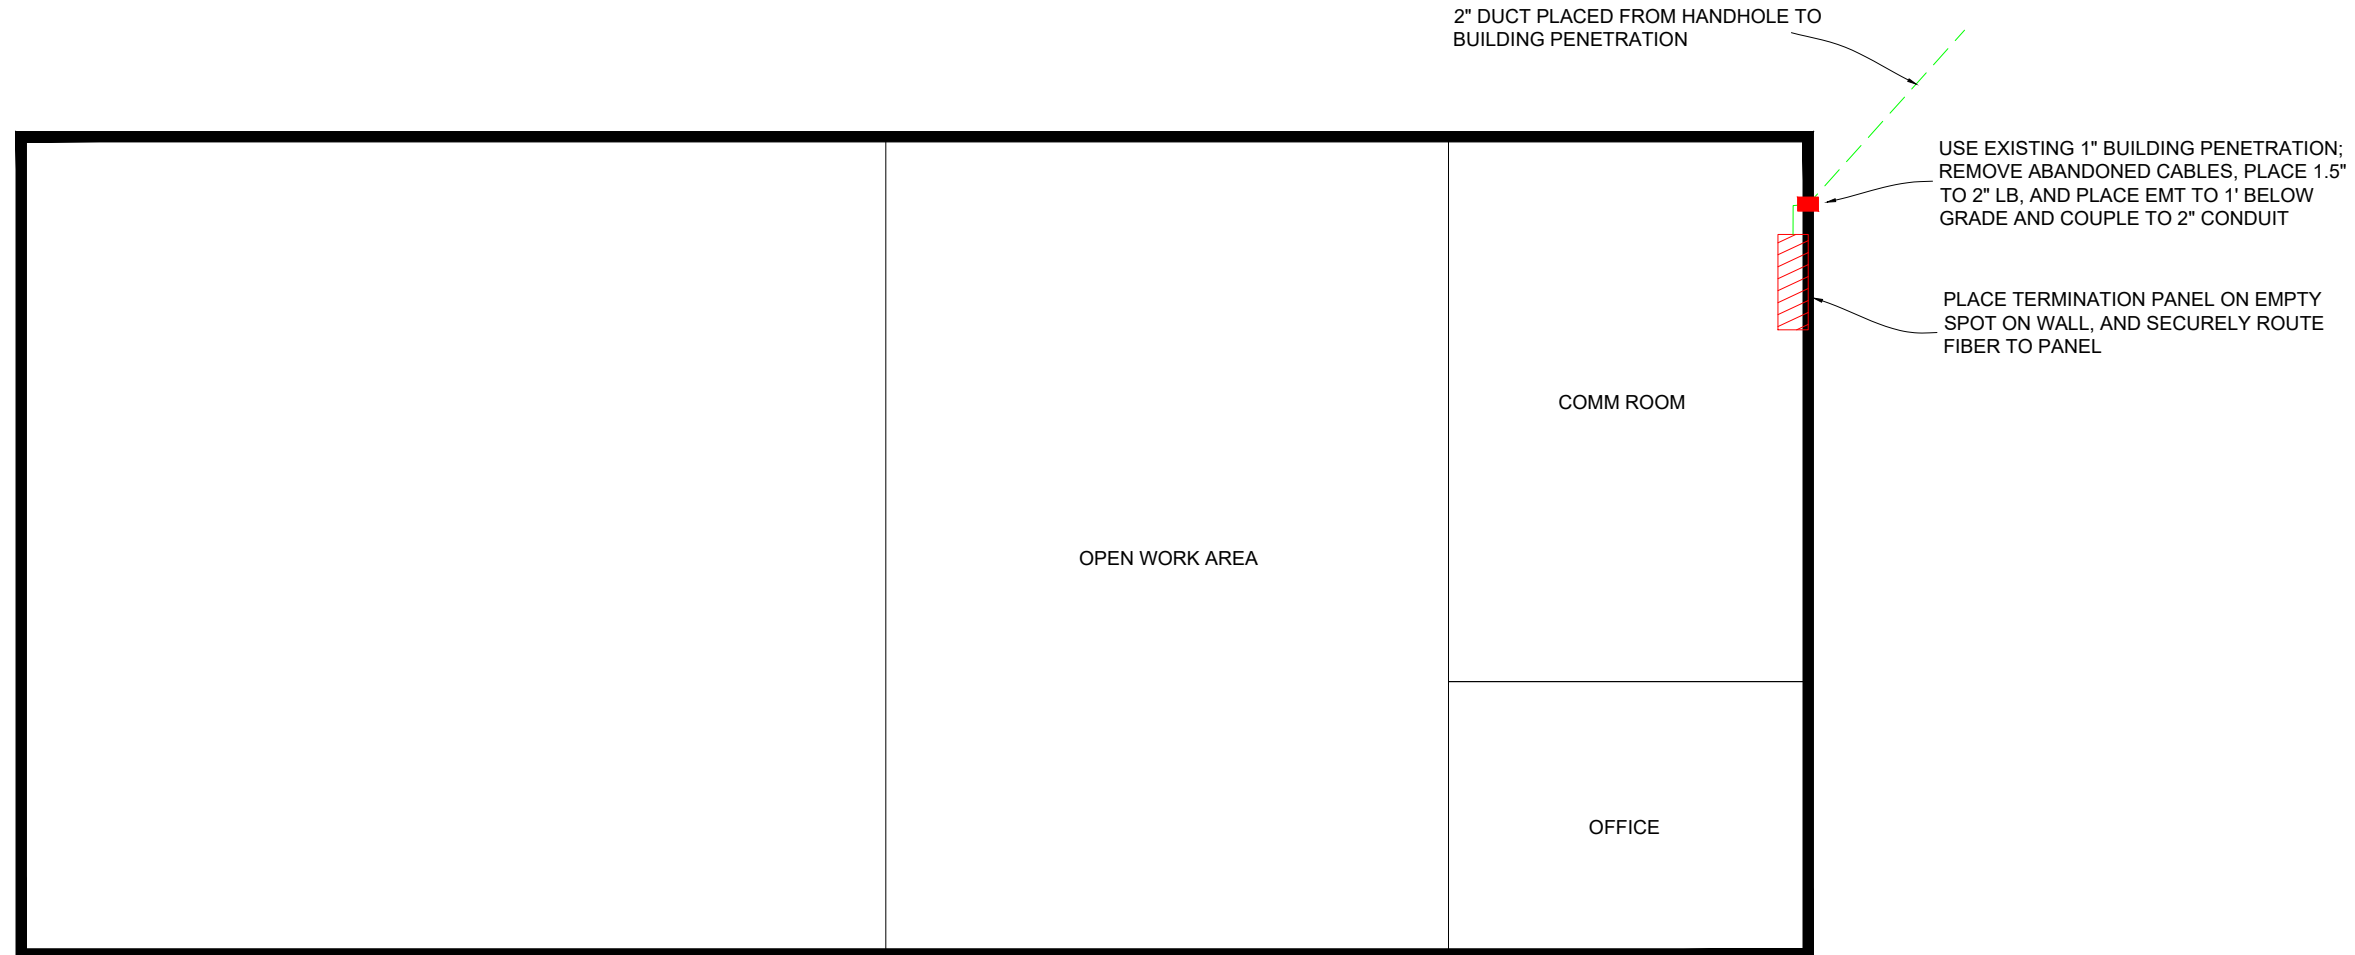 2" DUCT PLACED FROM HANDHOLE TO
BUILDING PENETRATION
USE EXISTING 1" BUILDING PENETRATION;
REMOVE ABANDONED CABLES, PLACE 1.5"
TO 2" LB, AND PLACE EMT TO 1' BELOW
GRADE AND COUPLE TO 2" CONDUIT
PLACE TERMINATION PANEL ON EMPTY
SPOT ON WALL, AND SECURELY ROUTE
FIBER TO PANEL
COMM ROOM
OPEN WORK AREA
OFFICE